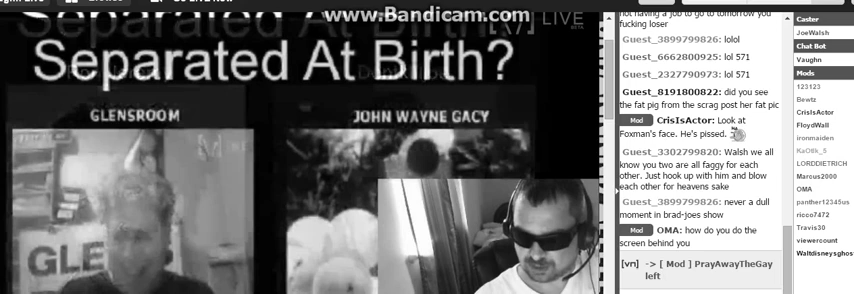 www.Bandicam.com
LIVE
Separated At Birth?
GLENSROOM
JOHN WAYNE GACY
GLE
not having a job to go to tomorrow you
fucking loser
Guest_3899799826: lolol
Guest_6662800925: lol 571
Guest_2327790973: lol 571
Guest_8191800822: did you see
the fat pig from the scrag post her fat pic
Mod CrisIsActor: Look at
Foxman's face. He's pissed.
Guest_3302799820: Walsh we all
know you two are all faggy for each
other. Just hook up with him and blow
each other for heavens sake
Guest_3899799826: never a dull
moment in brad-joes show
Mod OMA: how do you do the
screen behind you
-> [ Mod ] PrayAwayTheGay
left
Caster
JoeWalsh
Chat Bot
Vaughn
Mods
123123
Bewtz
CrisIsActor
FloydWall
ironmaiden
KaOtik_5
LORDDIETRICH
Marcus2000
OMA
panther12345us
ricco7472
Travis30
viewercount
Waltdisneysghos